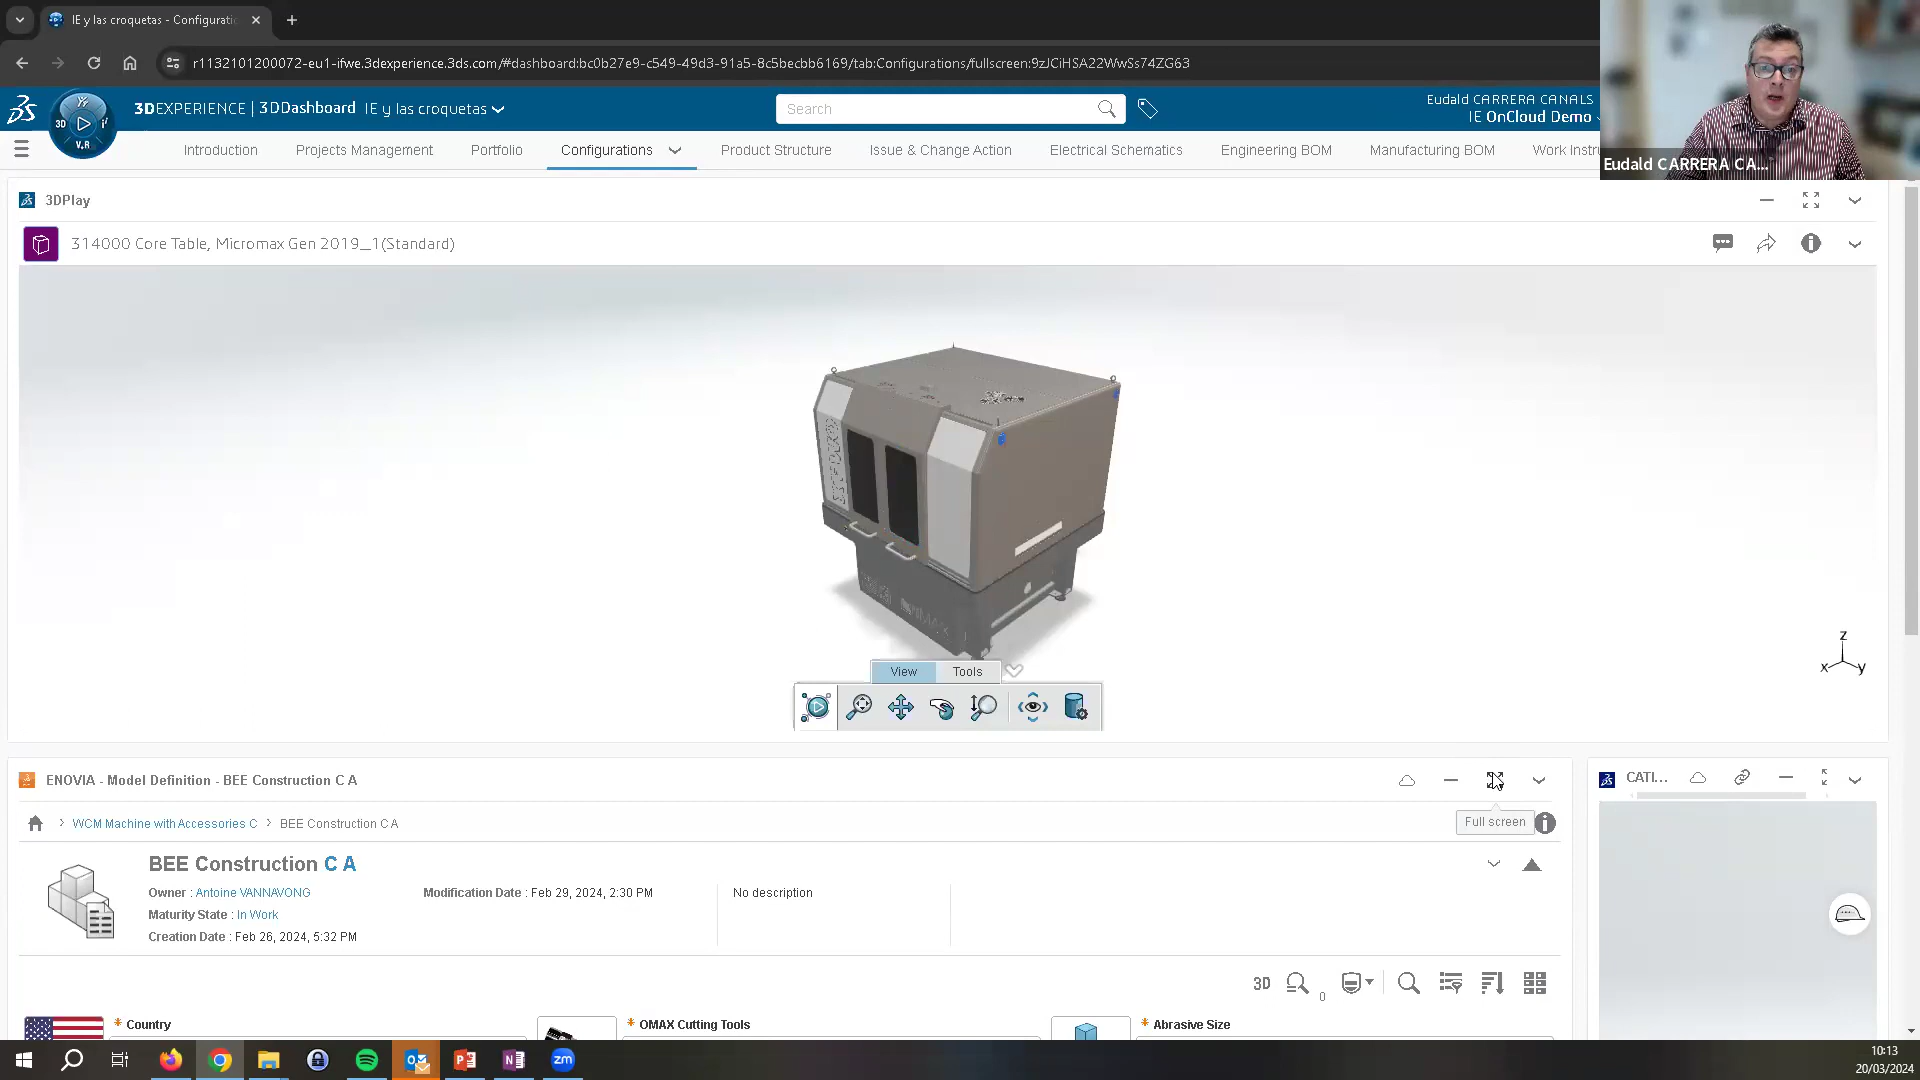 IE y las croquetas - Configuratio
r1132101200072-eu1-ifwe.3dexperience.3ds.com/#dashboard:bc0b27e9-c549-49d3-91a5-8c5becbb6169/tab:Configurations/fullscreen:9zJCiHSA22WwSs74ZG63
3DEXPERIENCE | 3DDashboard IE y las croquetas
Search
Eudald CARRERA CANALS
IE OnCloud Demo
3D
V.R
Introduction
Projects Management
Portfolio
Configurations
Product Structure
Issue & Change Action
Electrical Schematics
Engineering BOM
Manufacturing BOM
Work Instru
Eudald CARRERA CA...
3DPlay
314000 Core Table, Micromax Gen 2019_1(Standard)
z
x
y
View
Tools
ENOVIA - Model Definition - BEE Construction C A
CATI...
WCM Machine with Accessories C > BEE Construction C A
Full screen
BEE Construction C A
Owner : Antoine VANNAVONG
Modification Date : Feb 29, 2024, 2:30 PM
No description
Maturity State : In Work
Creation Date : Feb 26, 2024, 5:32 PM
3D
0
* Country
* OMAX Cutting Tools
* Abrasive Size
zm
10:13
20/03/2024